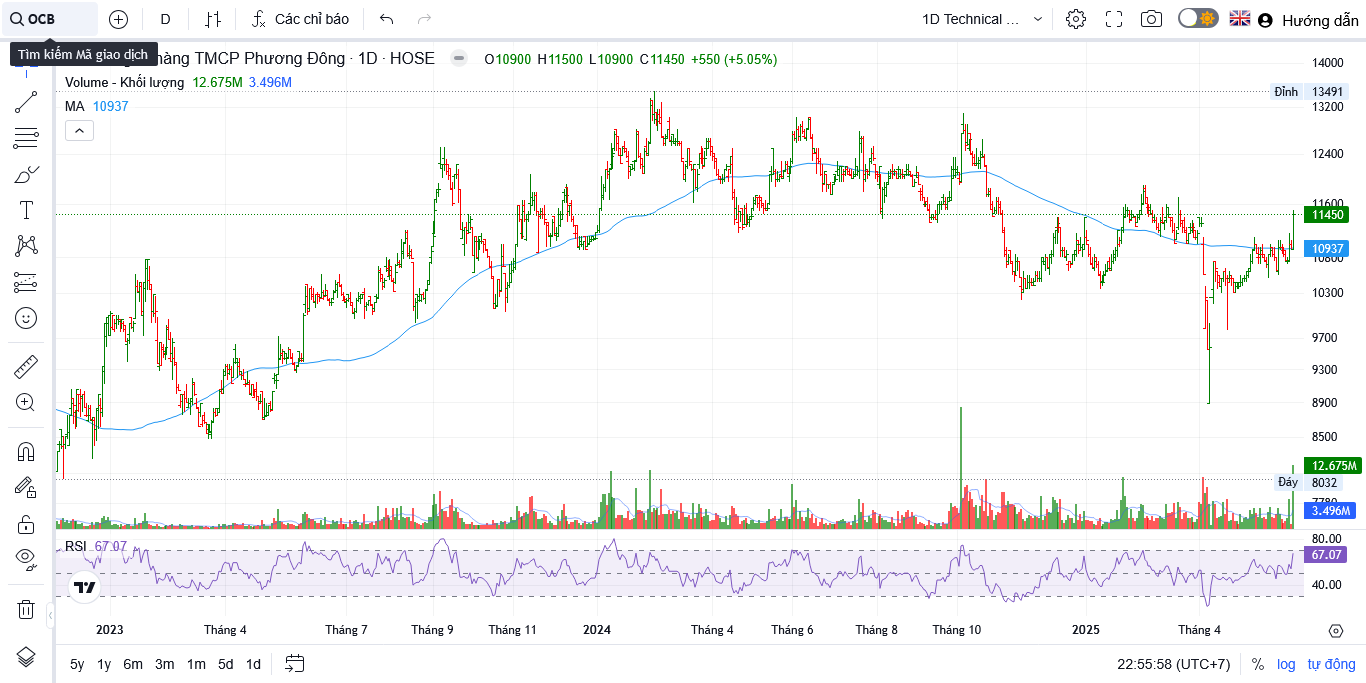 OCB
D
Các chỉ báo
1D Technical ...
Hướng dẫn
Tìm kiếm Mã giao dịch
hàng TMCP Phương Đông · 1D · HOSE
O10900 H11500 L10900 C11450 +550 (+5.05%)
Volume - Khối lượng 12.675M 3.496M
MA 10937
14000
Đỉnh 13491
13200
12400
11600
11450
10937
10800
10300
9700
9300
8900
8500
12.675M
Đáy 8032
7780
3.496M
RSI 67.07
80.00
67.07
40.00
2023 Tháng 4 Tháng 7 Tháng 9 Tháng 11 2024 Tháng 4 Tháng 6 Tháng 8 Tháng 10 2025 Tháng 4
5y 1y 6m 3m 1m 5d 1d
22:55:58 (UTC+7) % log tự động